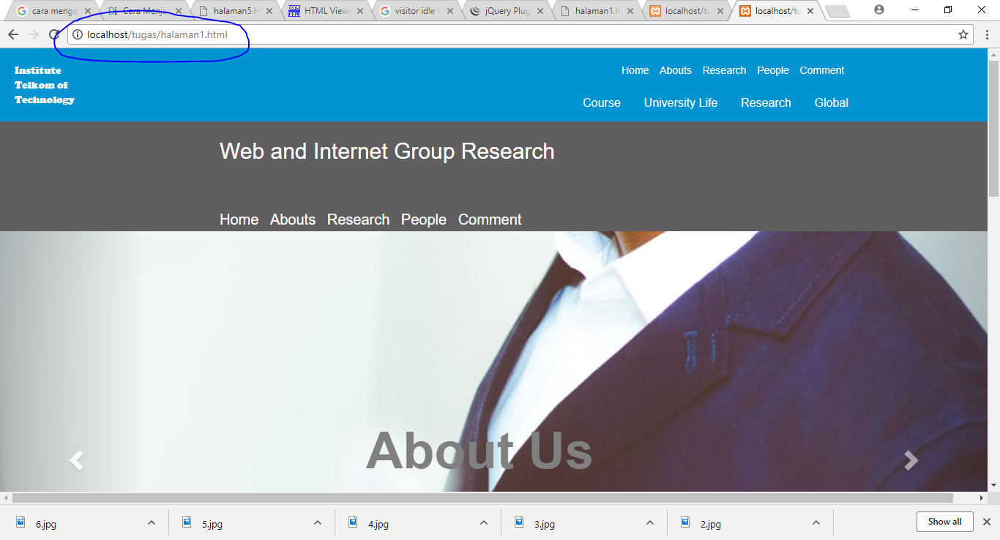 cara menga
Cara Menja
halaman5.h
HTML View
visitor idle
jQuery Plug
halaman1.h
localhost/tu
localhost/tu
localhost/tugas/halaman1.html
Institute
Telkom of
Technology
Home Abouts Research People Comment
Course University Life Research Global
Web and Internet Group Research
Home Abouts Research People Comment
About Us
6.jpg 5.jpg 4.jpg 3.jpg 2.jpg Show all